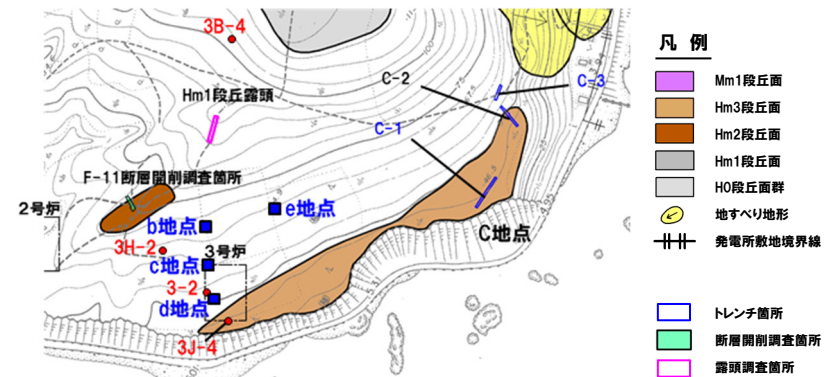 3B-4
C-2
C-3
Hm1段丘露頭
C-1
F-11断層開削調査箇所
2号炉
b地点
e地点
3H-2
3号炉
c地点
C地点
3-2
d地点
3J-4
凡 例
Mm1段丘面
Hm3段丘面
Hm2段丘面
Hm1段丘面
H0段丘面群
地すべり地形
発電所敷地境界線
トレンチ箇所
断層開削調査箇所
露頭調査箇所